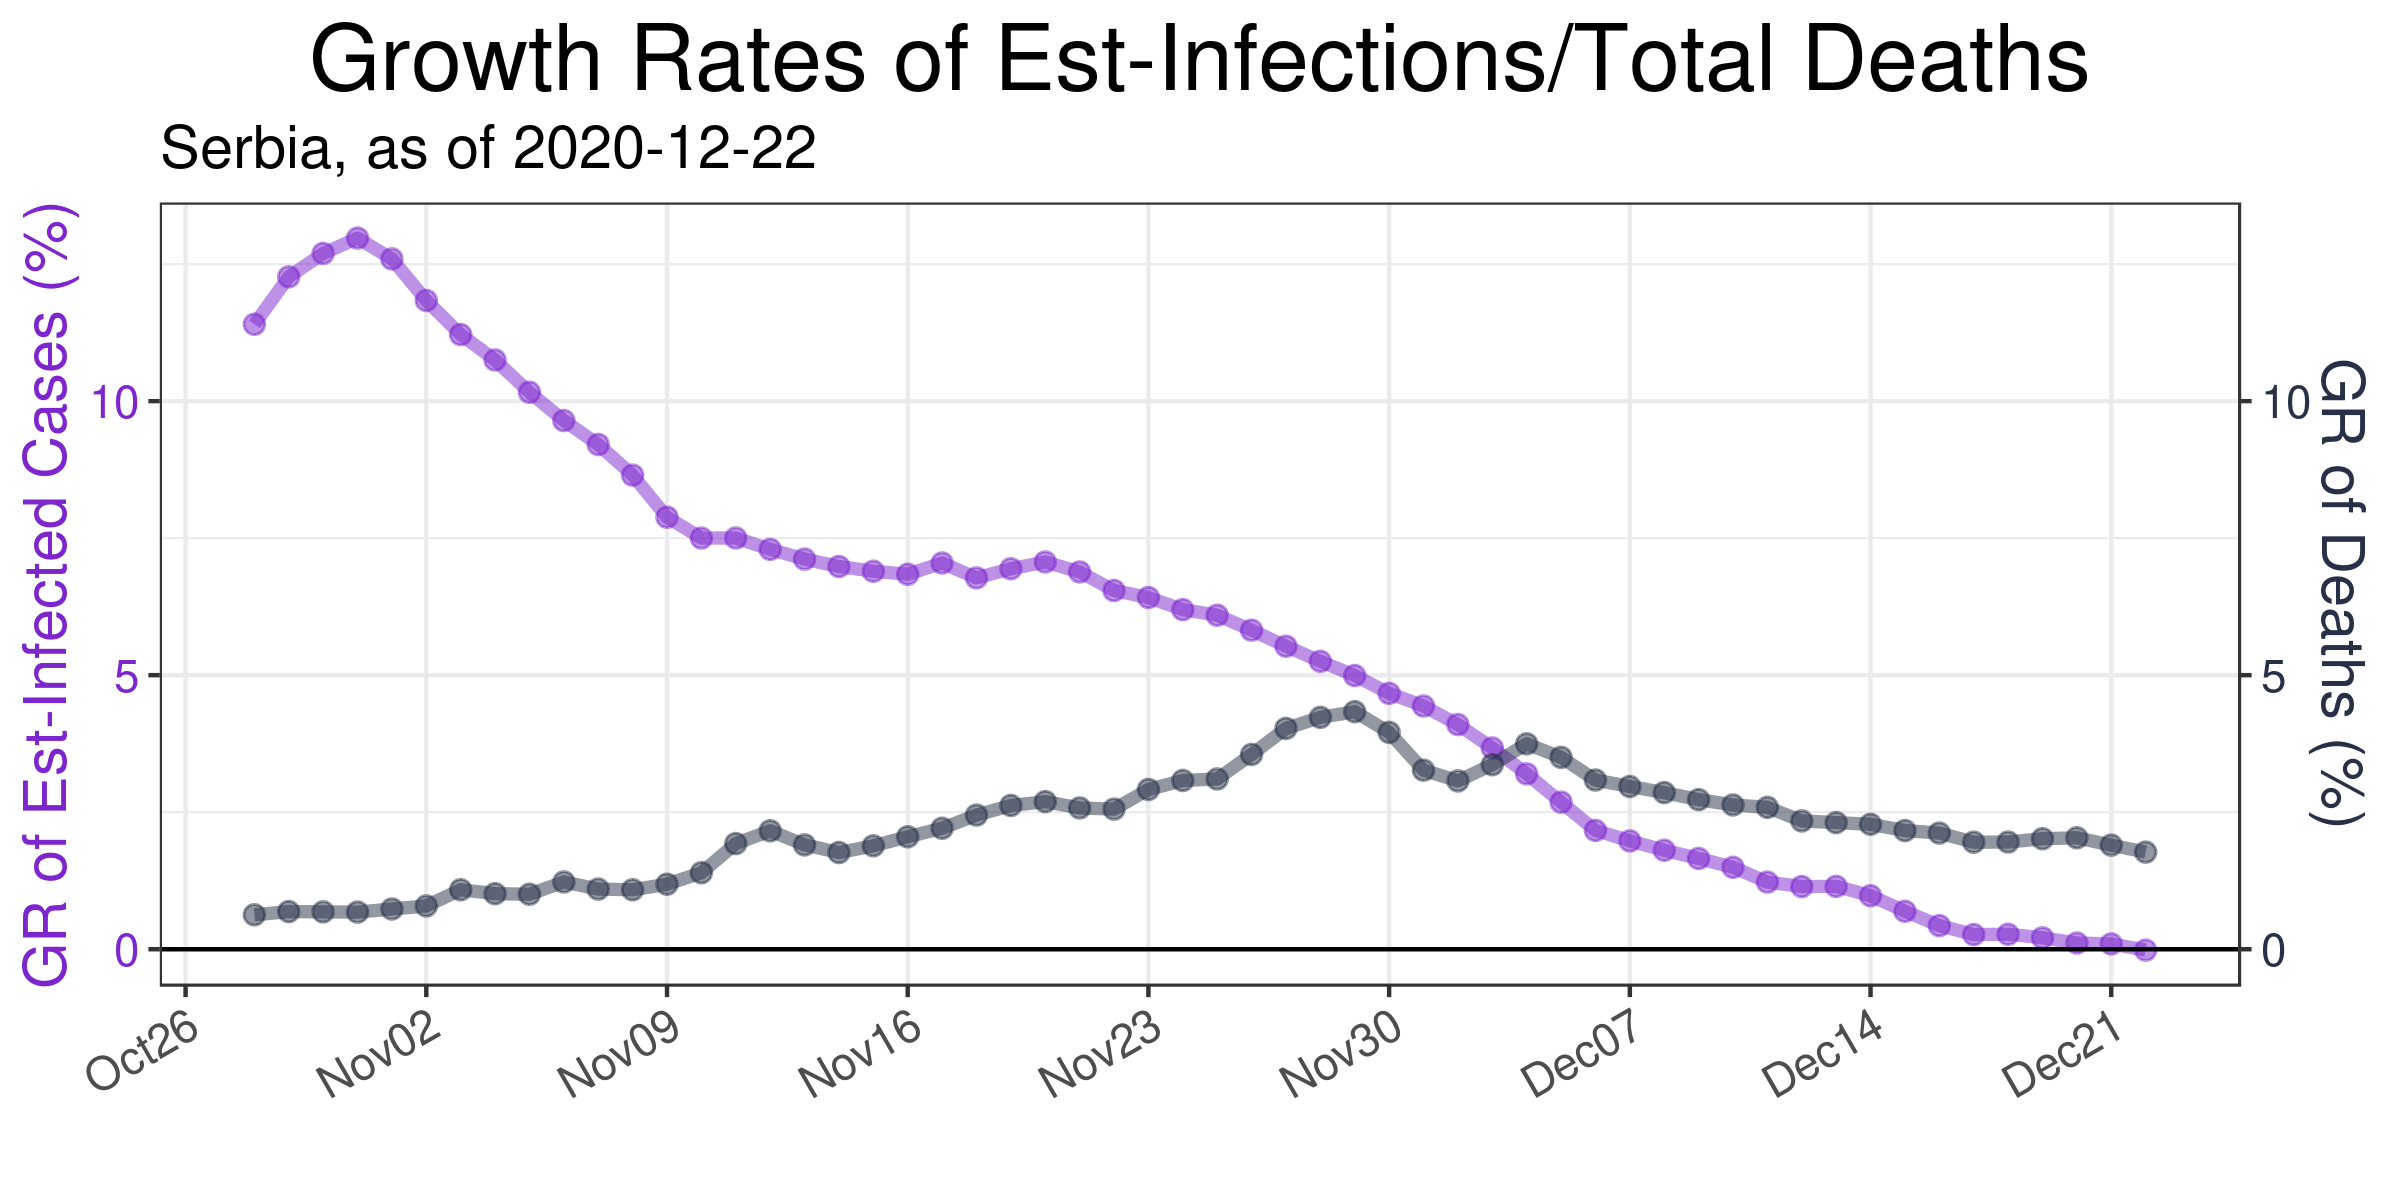 Growth Rates of Est-Infections/Total Deaths
Serbia, as of 2020-12-22
GR of Est-Infected Cases (%)
10
5
0
10
5
0
GR of Deaths (%)
Oct26
Nov02
Nov09
Nov16
Nov23
Nov30
Dec07
Dec14
Dec21